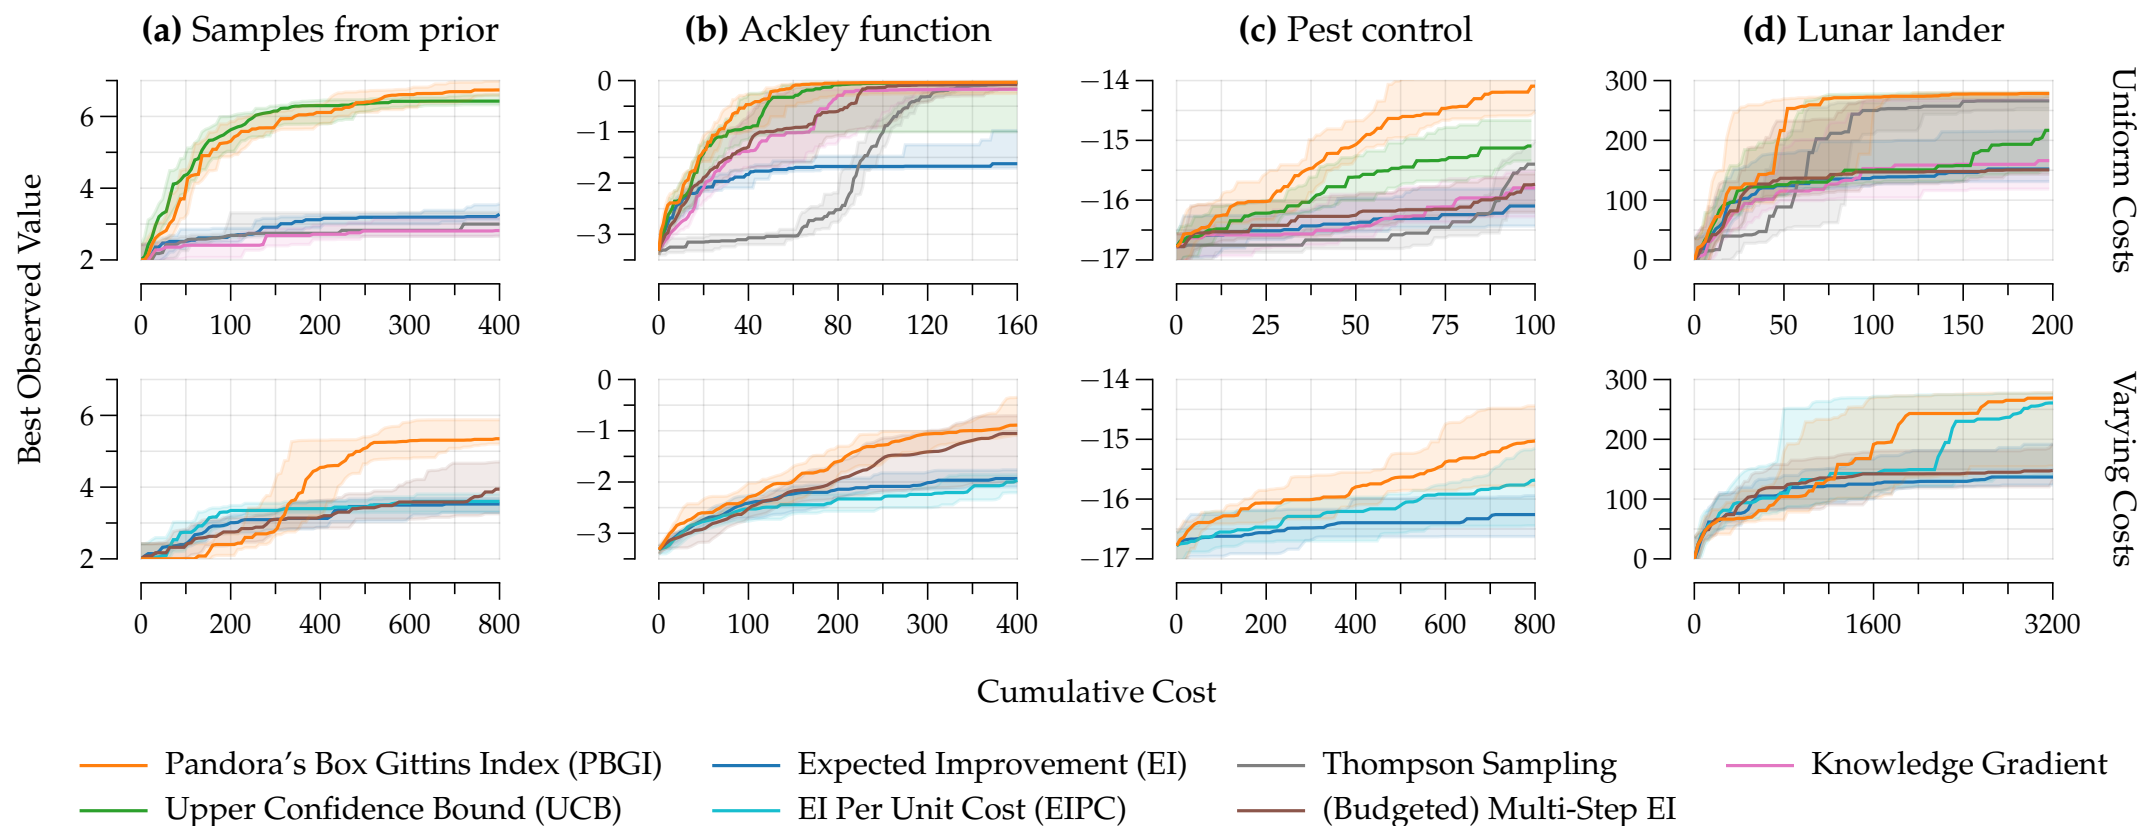 (a) Samples from prior
(b) Ackley function
(c) Pest control
(d) Lunar lander
Best Observed Value
6
4
2
0 100 200 300 400
0
−1
−2
−3
0 40 80 120 160
−14
−15
−16
−17
0 25 50 75 100
300
200
100
0
0 50 100 150 200
Uniform Costs
6
4
2
0 200 400 600 800
0
−1
−2
−3
0 100 200 300 400
−14
−15
−16
−17
0 200 400 600 800
300
200
100
0
0 1600 3200
Varying Costs
Cumulative Cost
Pandora’s Box Gittins Index (PBGI)
Expected Improvement (EI)
Thompson Sampling
Knowledge Gradient
Upper Confidence Bound (UCB)
EI Per Unit Cost (EIPC)
(Budgeted) Multi-Step EI